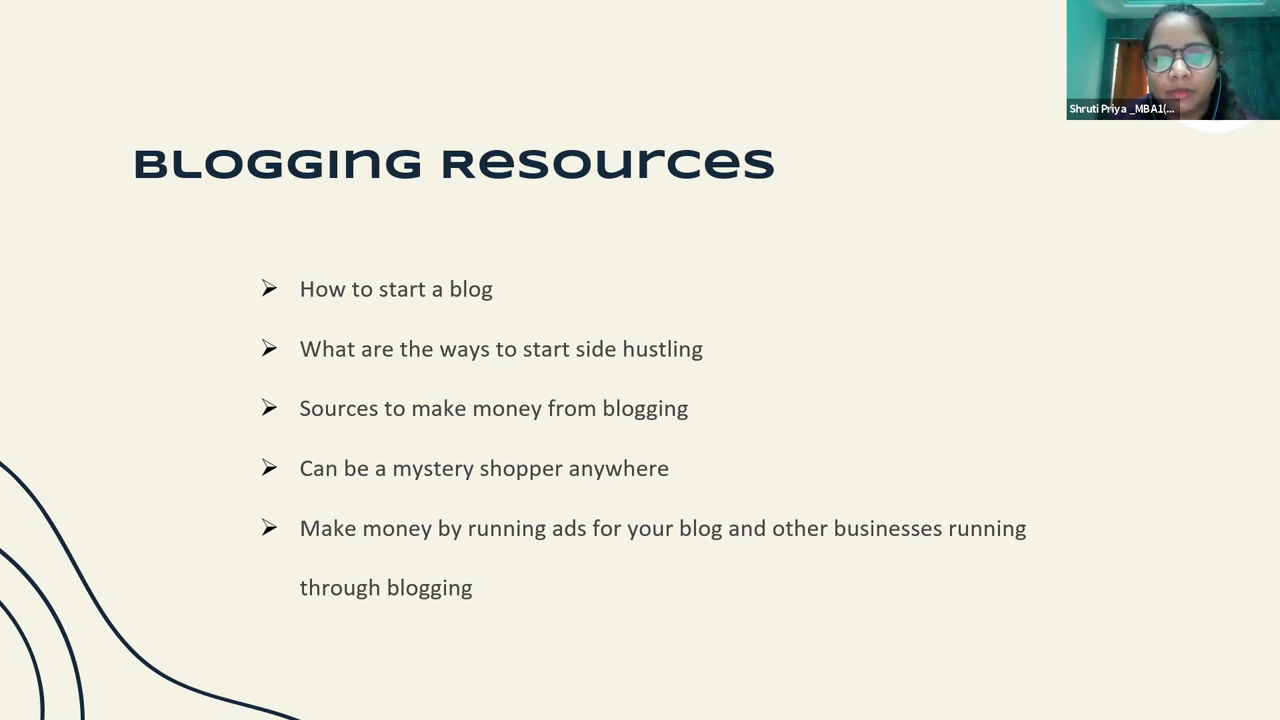 Shruti Priya _MBA1(...
BLOGGING Resources
How to start a blog
What are the ways to start side hustling
Sources to make money from blogging
Can be a mystery shopper anywhere
Make money by running ads for your blog and other businesses running
through blogging